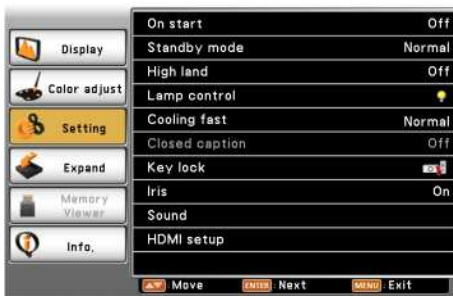 Display
Color adjust
Setting
Expand
Memory
Viewer
Info.
On start Off
Standby mode Normal
High land Off
Lamp control
Cooling fast Normal
Closed caption Off
Key lock
Iris On
Sound
HDMI setup
Move ENTER Next MENU Exit